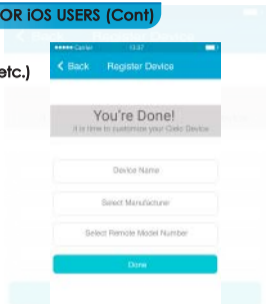 OR iOS USERS (Cont)
etc.)
Carrier 13:37
Back Register Device
You're Done!
It is time to customize your Cielo Device
Device Name
Select Manufacturer
Select Remote Model Number
Done